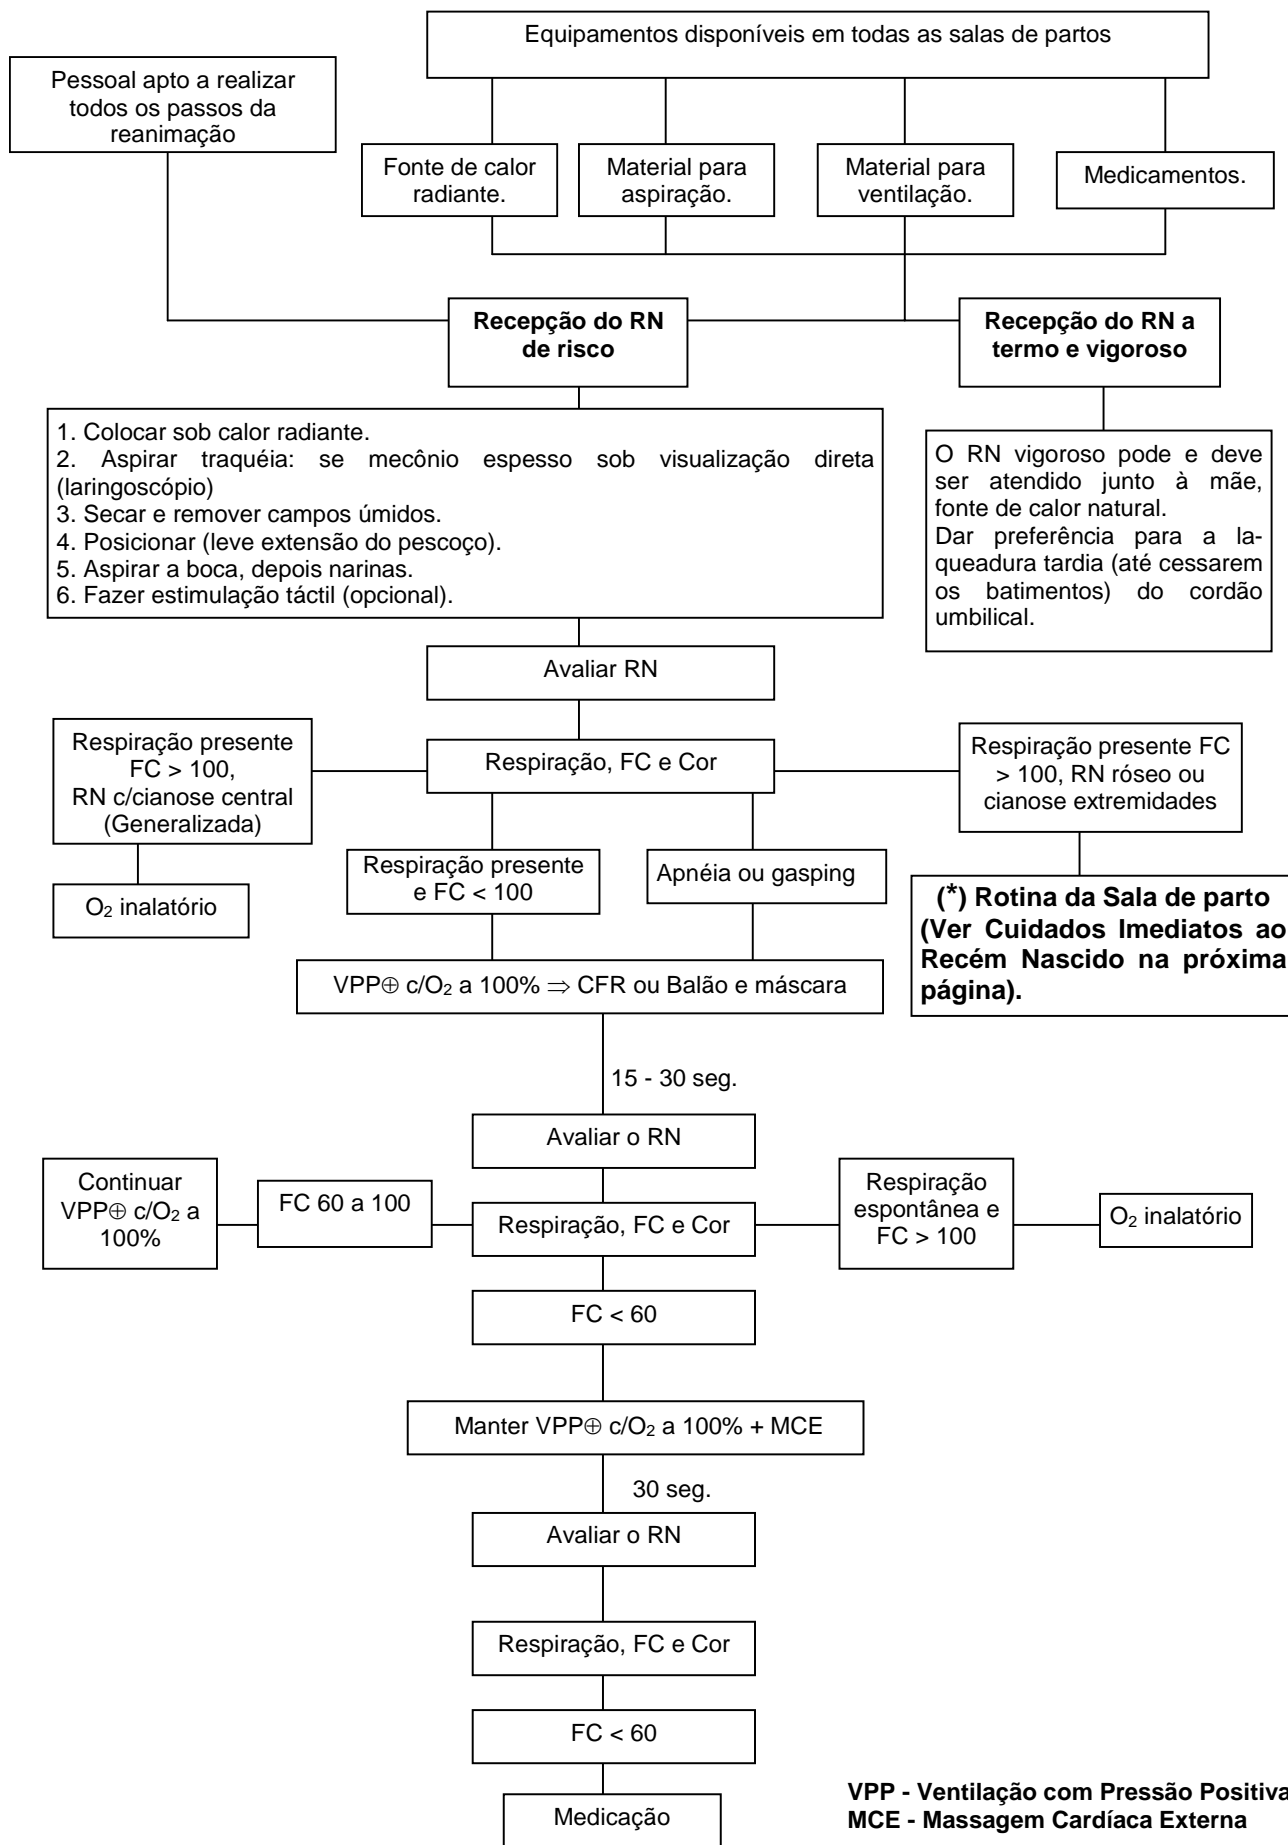 Equipamentos disponíveis em todas as salas de partos
Pessoal apto a realizar
todos os passos da
reanimação
Fonte de calor
radiante.
Material para
aspiração.
Material para
ventilação.
Medicamentos.
Recepção do RN
de risco
Recepção do RN a
termo e vigoroso
1. Colocar sob calor radiante.
2. Aspirar traquéia: se mecônio espesso sob visualização direta
(laringoscópio)
3. Secar e remover campos úmidos.
4. Posicionar (leve extensão do pescoço).
5. Aspirar a boca, depois narinas.
6. Fazer estimulação táctil (opcional).
O RN vigoroso pode e deve
ser atendido junto à mãe,
fonte de calor natural.
Dar preferência para a la-
queadura tardia (até cessarem
os batimentos) do cordão
umbilical.
Avaliar RN
Respiração presente
FC > 100,
RN c/cianose central
(Generalizada)
Respiração, FC e Cor
Respiração presente FC
> 100, RN róseo ou
cianose extremidades
Respiração presente
e FC < 100
Apnéia ou gasping
O₂ inalatório
(*) Rotina da Sala de parto
(Ver Cuidados Imediatos ao
Recém Nascido na próxima
página).
VPP⊕ c/O₂ a 100% ⇒ CFR ou Balão e máscara
15 - 30 seg.
Avaliar o RN
Continuar
VPP⊕ c/O₂ a
100%
FC 60 a 100
Respiração, FC e Cor
Respiração
espontânea e
FC > 100
O₂ inalatório
FC < 60
Manter VPP⊕ c/O₂ a 100% + MCE
30 seg.
Avaliar o RN
Respiração, FC e Cor
FC < 60
Medicação
VPP - Ventilação com Pressão Positiva
MCE - Massagem Cardíaca Externa